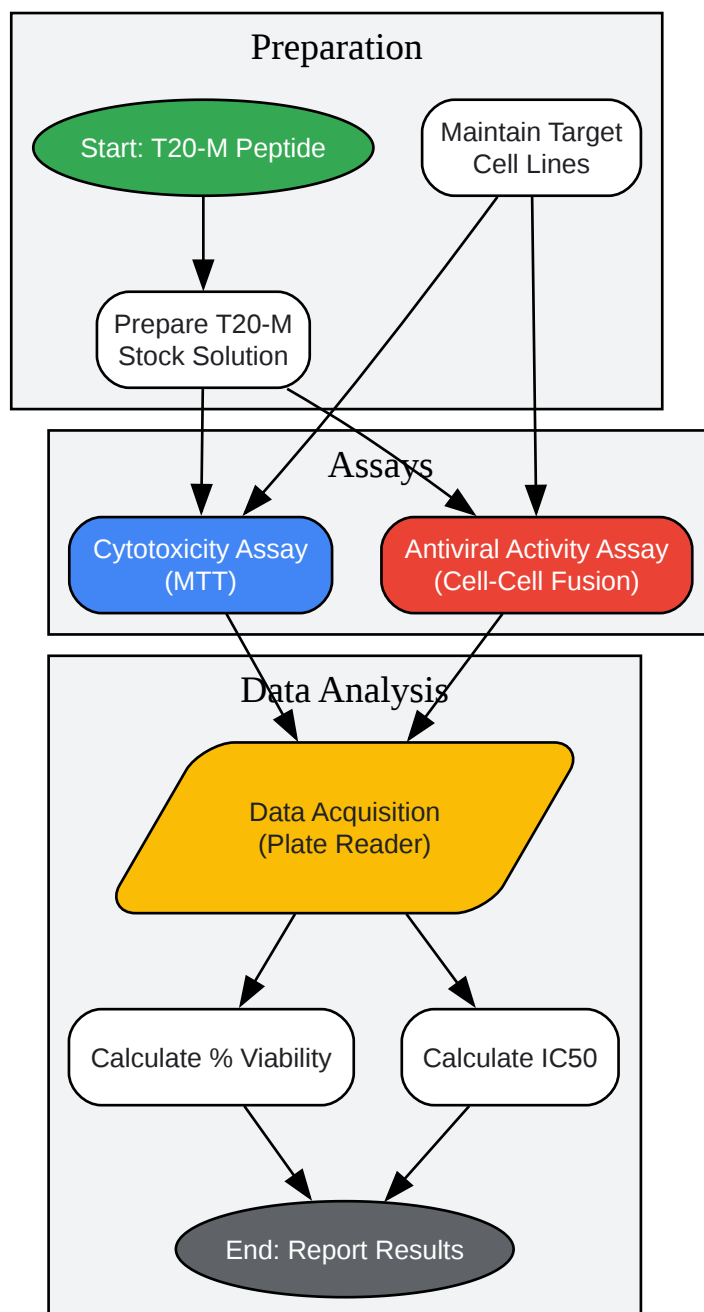 Preparation
Start: T20-M Peptide
Maintain Target
Cell Lines
Prepare T20-M
Stock Solution
Assays
Cytotoxicity Assay
(MTT)
Antiviral Activity Assay
(Cell-Cell Fusion)
Data Analysis
Data Acquisition
(Plate Reader)
Calculate % Viability
Calculate IC50
End: Report Results